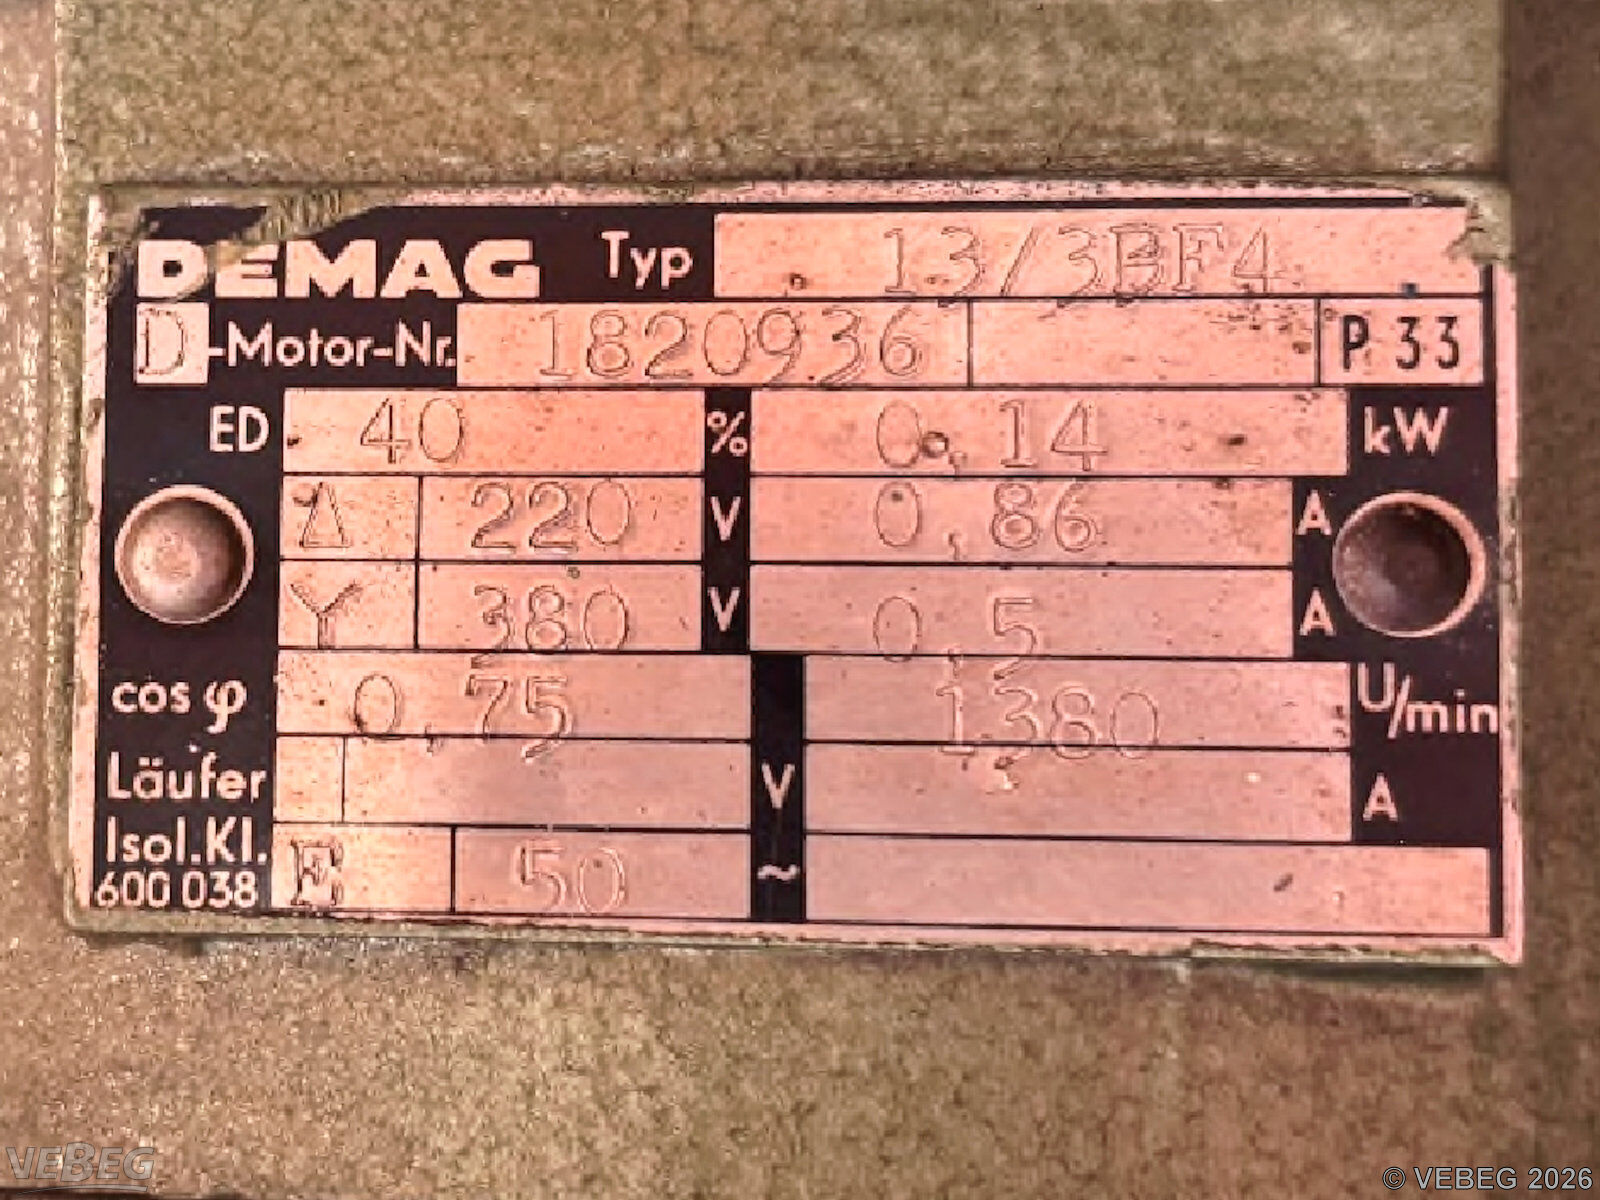 DEMAG Typ 13/3BF4
D-Motor-Nr. 1820936 P 33
ED 40 % 0,14 kW
Δ 220 V 0,86 A
Y 380 V 0,5 A
cos φ 0,75 1380 U/min
Läufer V A
Isol.Kl. E 50 ~
600 038
VEBEG
© VEBEG 2026